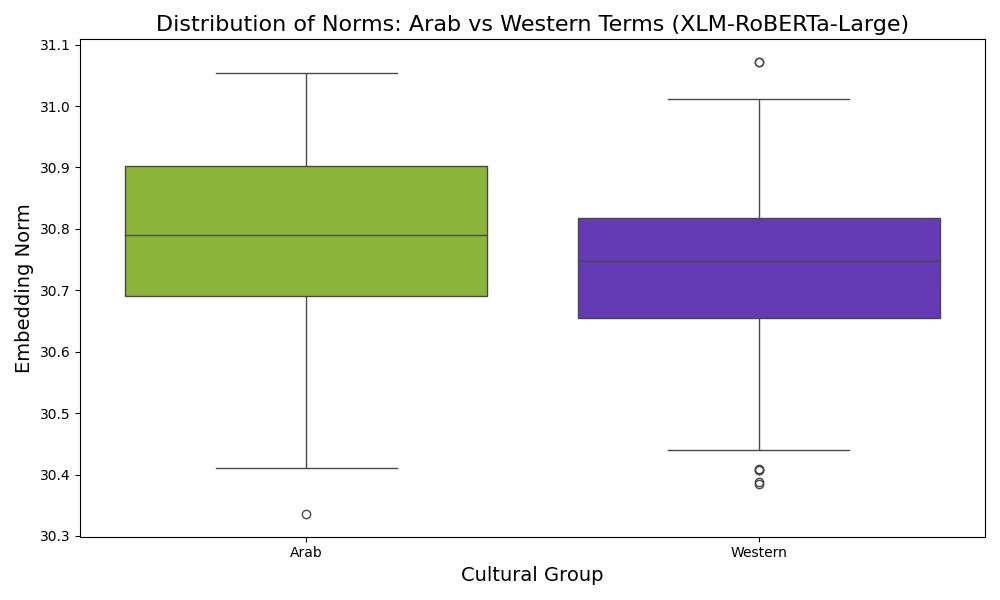 Distribution of Norms: Arab vs Western Terms (XLM-RoBERTa-Large)
31.1
31.0
30.9
30.8
30.7
30.6
30.5
30.4
30.3
Embedding Norm
Arab
Western
Cultural Group